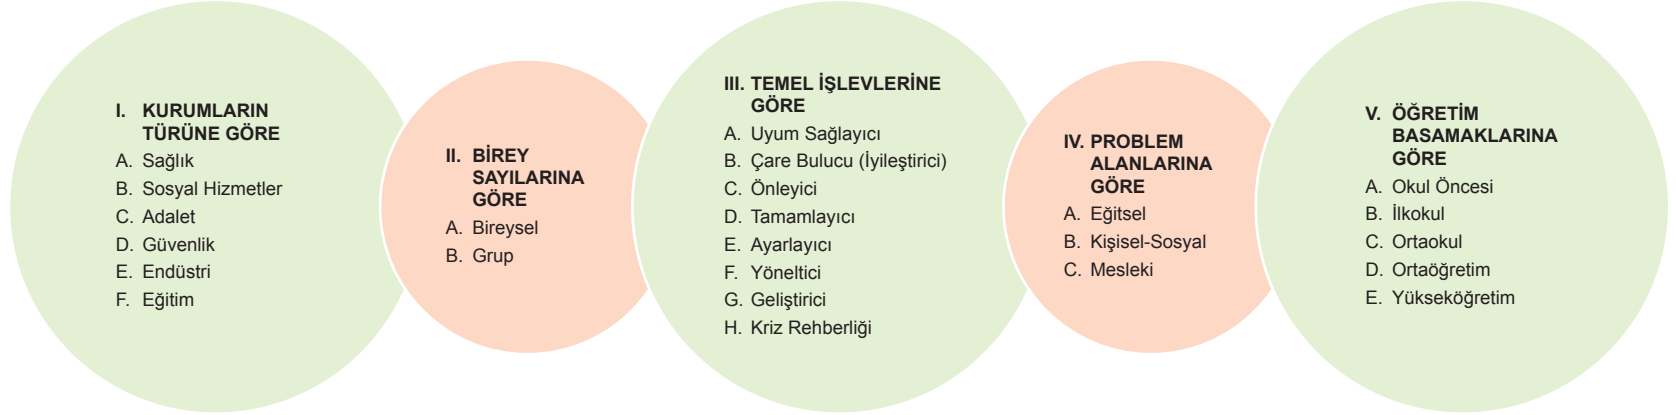 I. KURUMLARIN
TÜRÜNE GÖRE
A. Sağlık
B. Sosyal Hizmetler
C. Adalet
D. Güvenlik
E. Endüstri
F. Eğitim
II. BİREY
SAYILARINA
GÖRE
A. Bireysel
B. Grup
III. TEMEL İŞLEVLERİNE
GÖRE
A. Uyum Sağlayıcı
B. Çare Bulucu (İyileştirici)
C. Önleyici
D. Tamamlayıcı
E. Ayarlayıcı
F. Yöneltici
G. Geliştirici
H. Kriz Rehberliği
IV. PROBLEM
ALANLARINA
GÖRE
A. Eğitsel
B. Kişisel-Sosyal
C. Mesleki
V. ÖĞRETİM
BASAMAKLARINA
GÖRE
A. Okul Öncesi
B. İlkokul
C. Ortaokul
D. Ortaöğretim
E. Yükseköğretim